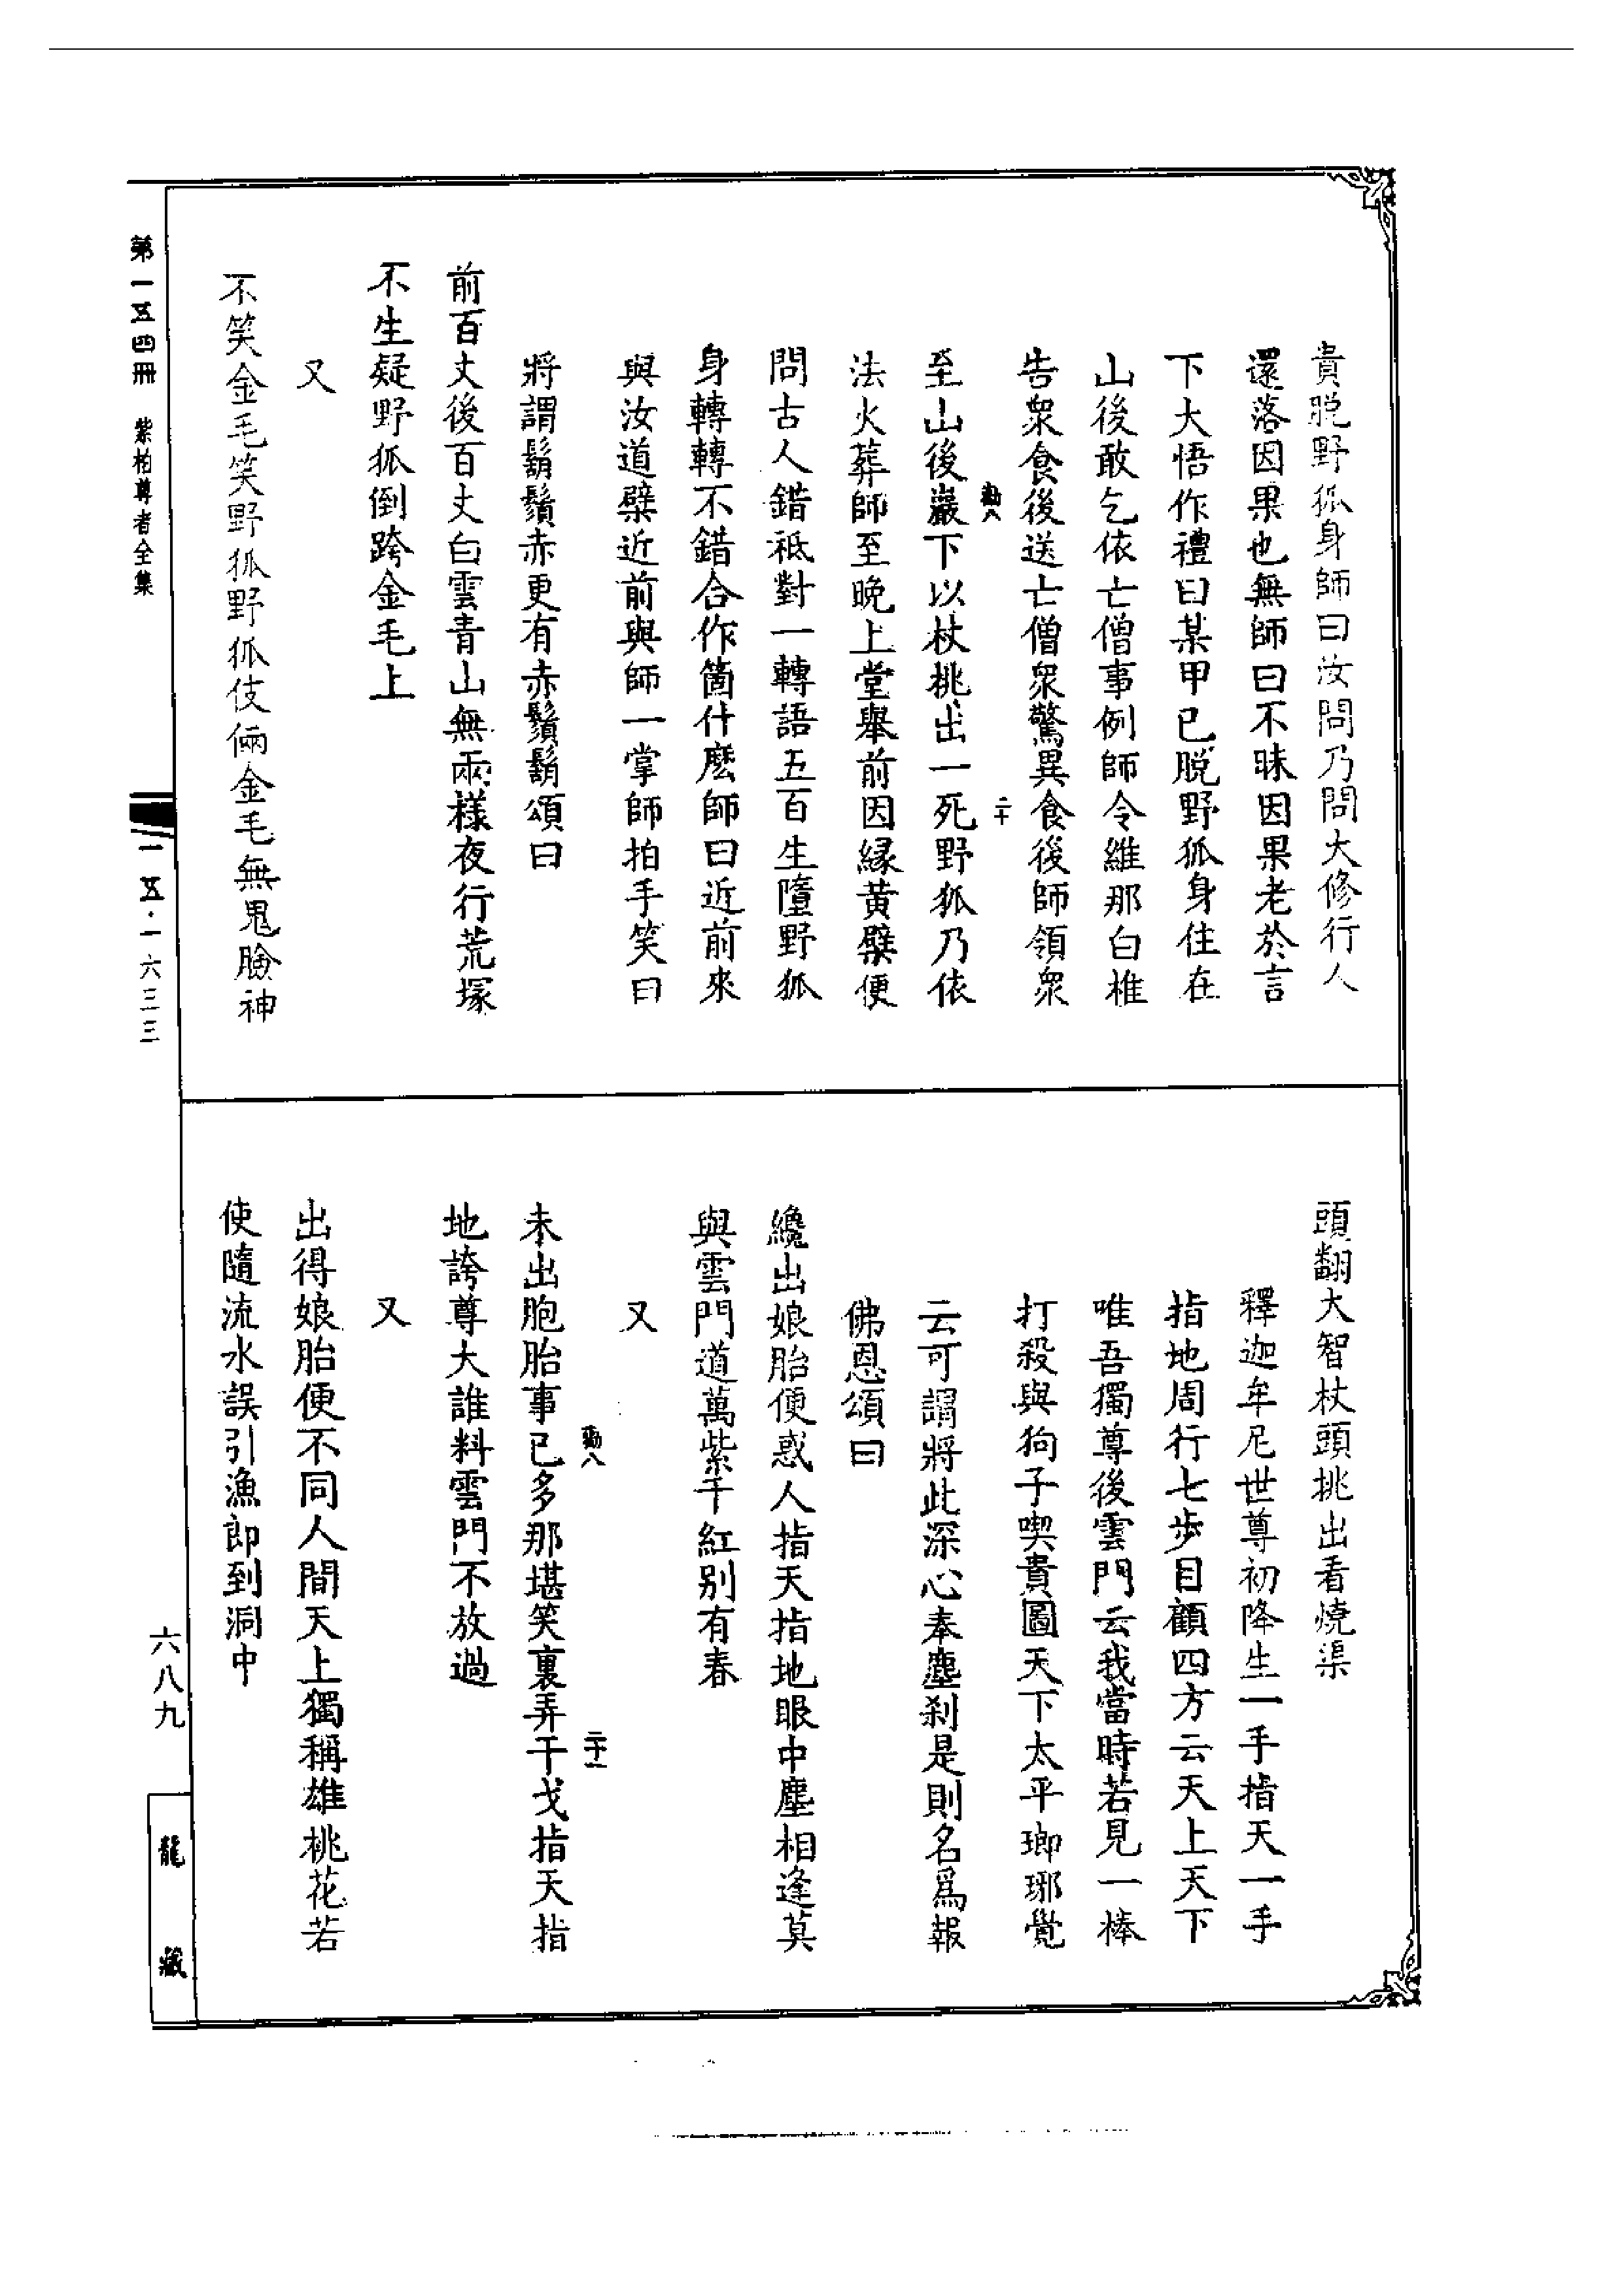 貴脱野狐身師曰汝問乃問大修行人
還落因果也無師曰不昧因果老於言
下大悟作禮曰某甲已脱野狐身住在
山後敢乞依亡僧事例師令維那白椎
告衆食後送亡僧衆驚異食後師領衆
勤八
二十
至山後巖下以杖挑出一死野狐乃依
法火葬師至晚上堂舉前因緣黄檗便
問古人錯祗對一轉語五百生墮野狐
身轉轉不錯合作箇什麽師曰近前來
與汝道檗近前與師一掌師拍手笑曰
將謂鬍鬚赤更有赤鬚鬍頌曰
前百丈後百丈白雲青山無兩樣夜行荒塚
不生疑野狐倒跨金毛上
又
不笑金毛笑野狐野狐伎倆金毛無鬼臉神
頭翻大智杖頭挑出看燒渠
釋迦牟尼世尊初降生一手指天一手
指地周行七步目顧四方云天上天下
唯吾獨尊後雲門云我當時若見一棒
打殺與狗子喫貴圖天下太平瑯琊覺
云可謂將此深心奉塵刹是則名爲報
佛恩頌曰
纔出娘胎便惑人指天指地眼中塵相逢莫
與雲門道萬紫千紅别有春
又
勤八
二十一
未出胞胎事已多那堪笑裏弄干戈指天指
地誇尊大誰料雲門不放過
又
出得娘胎便不同人間天上獨稱雄桃花若
使隨流水誤引漁郎到洞中
第一五四冊 紫柏尊者全集
一五·一六三三
六八九
龍藏